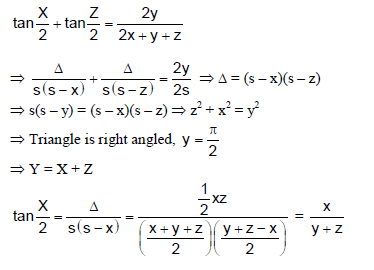 tan X/2 + tan Z/2 = 2y/(2x + y + z)
⇒ Δ/(s(s−x)) + Δ/(s(s−z)) = 2y/2s ⇒ Δ = (s−x)(s−z)
⇒ s(s−y) = (s−x)(s−z) ⇒ z² + x² = y²
⇒ Triangle is right angled, y = π/2
⇒ Y = X + Z
tan X/2 = Δ/(s(s−x)) = (1/2 xz)/(((x+y+z)/2)((y+z−x)/2)) = x/(y+z)